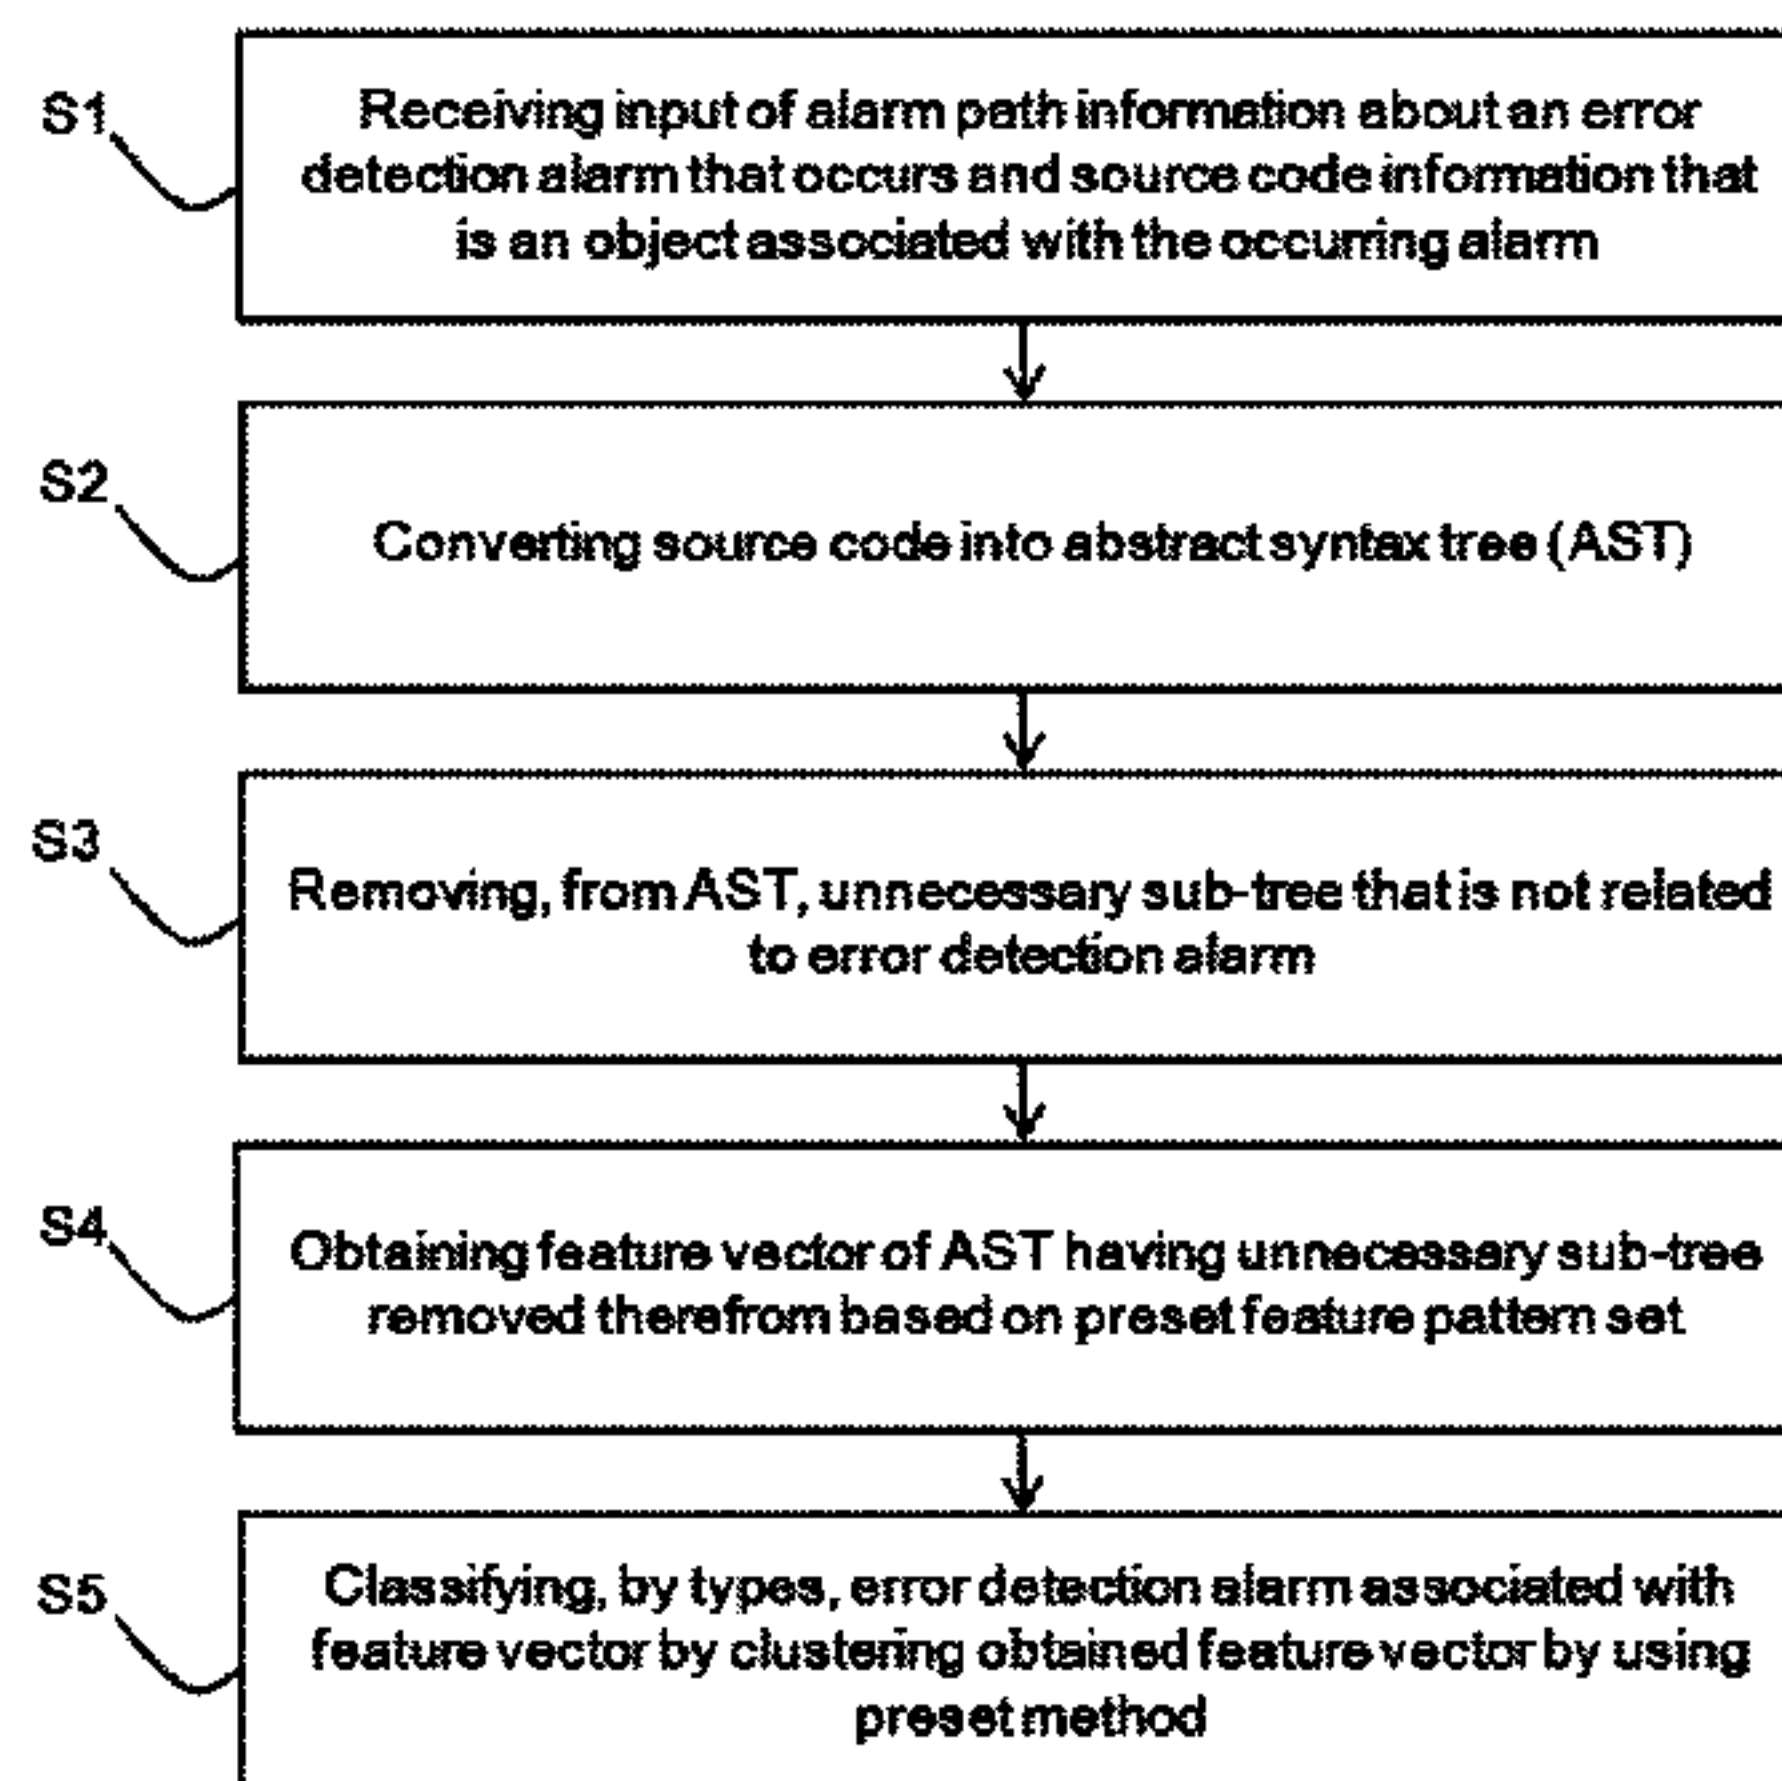 S1
Receiving input of alarm path information about an error
detection alarm that occurs and source code information that
is an object associated with the occurring alarm
S2
Converting source code into abstract syntax tree (AST)
S3
Removing, from AST, unnecessary sub-tree that is not related
to error detection alarm
S4
Obtaining feature vector of AST having unnecessary sub-tree
removed therefrom based on preset feature pattern set
S5
Classifying, by types, error detection alarm associated with
feature vector by clustering obtained feature vector by using
preset method